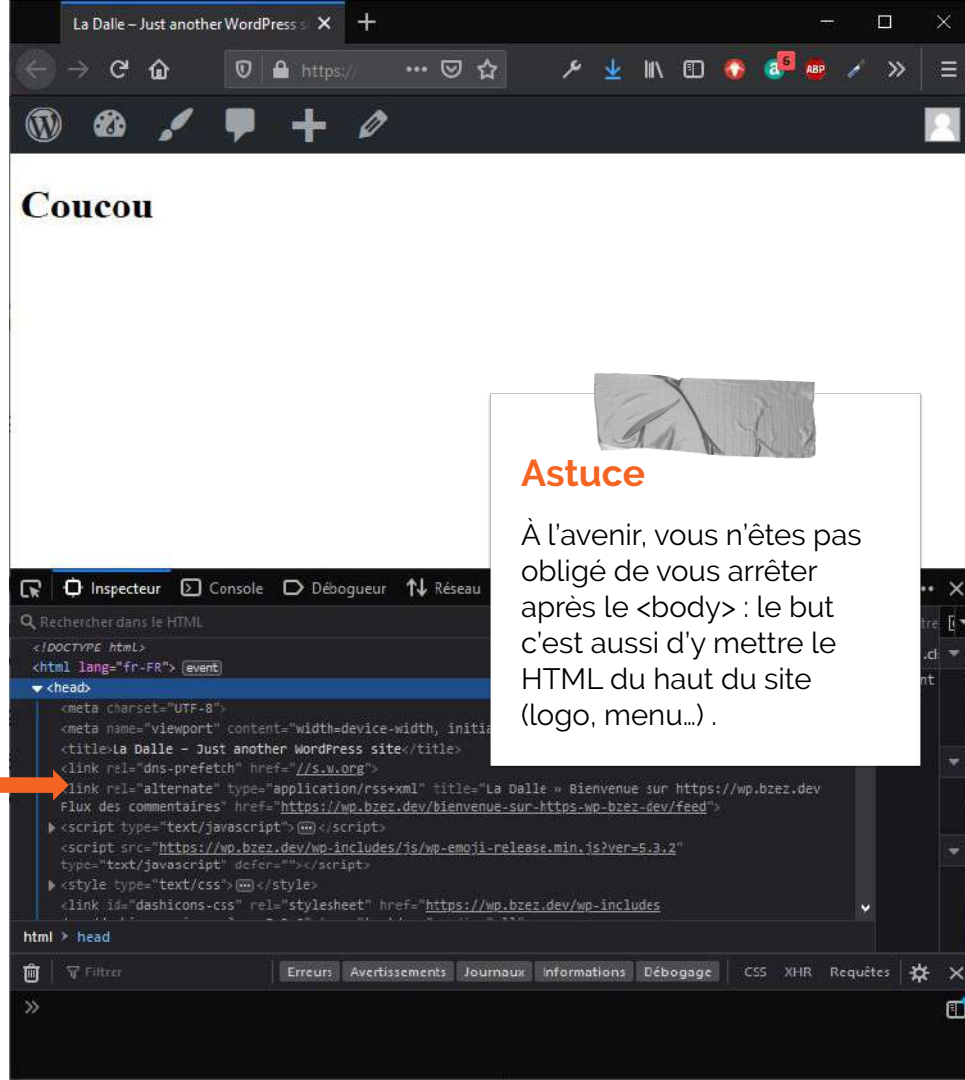 La Dalle – Just another WordPress s
https://
6
ABP
Coucou
Astuce
À l'avenir, vous n'êtes pas
obligé de vous arrêter
après le <body> : le but
c'est aussi d'y mettre le
HTML du haut du site
(logo, menu…) .
Inspecteur Console Débogueur Réseau
Rechercher dans le HTML
<!DOCTYPE html>
<html lang="fr-FR"> event
<head>
<meta charset="UTF-8">
<meta name="viewport" content="width=device-width, initia
<title>La Dalle – Just another WordPress site</title>
<link rel="dns-prefetch" href="//s.w.org">
<link rel="alternate" type="application/rss+xml" title="La Dalle » Bienvenue sur https://wp.bzez.dev
Flux des commentaires" href="https://wp.bzez.dev/bienvenue-sur-https-wp-bzez-dev/feed">
<script type="text/javascript"></script>
<script src="https://wp.bzez.dev/wp-includes/js/wp-emoji-release.min.js?ver=5.3.2"
type="text/javascript" defer=""></script>
<style type="text/css"></style>
<link id="dashicons-css" rel="stylesheet" href="https://wp.bzez.dev/wp-includes
html > head
Filtrer Erreurs Avertissements Journaux Informations Débogage CSS XHR Requêtes